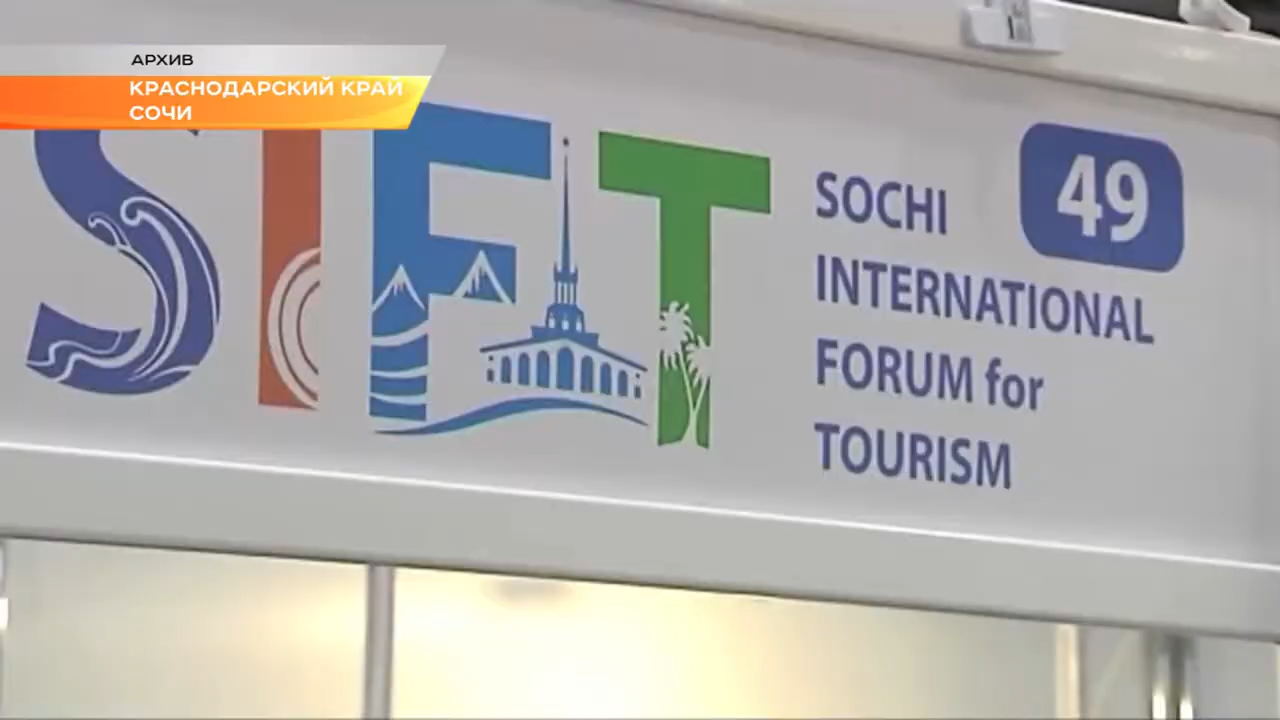 АРХИВ
КРАСНОДАРСКИЙ КРАЙ
СОЧИ
SIFT
SOCHI
49
INTERNATIONAL
FORUM for
TOURISM